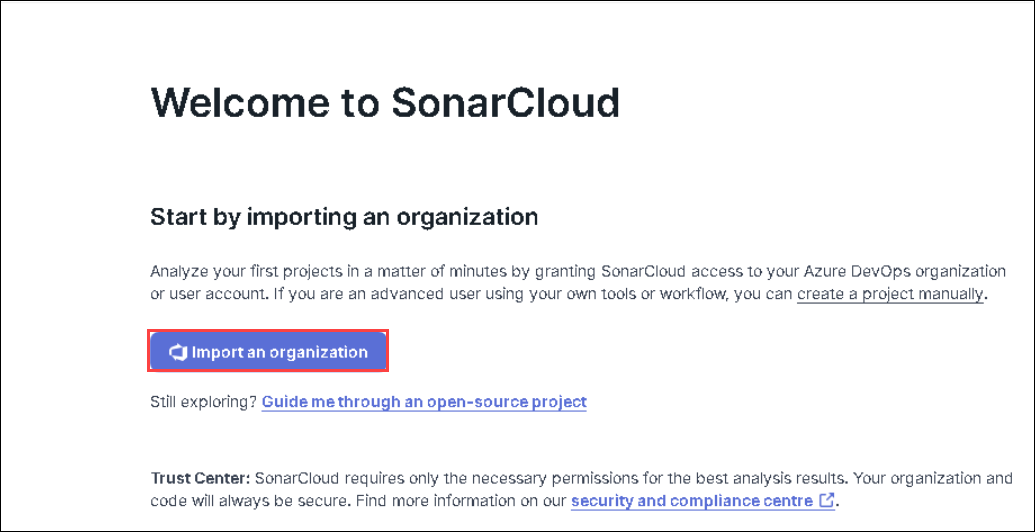 Welcome to SonarCloud
Start by importing an organization
Analyze your first projects in a matter of minutes by granting SonarCloud access to your Azure DevOps organization
or user account. If you are an advanced user using your own tools or workflow, you can create a project manually.
Import an organization
Still exploring? Guide me through an open-source project
Trust Center: SonarCloud requires only the necessary permissions for the best analysis results. Your organization and
code will always be secure. Find more information on our security and compliance centre.